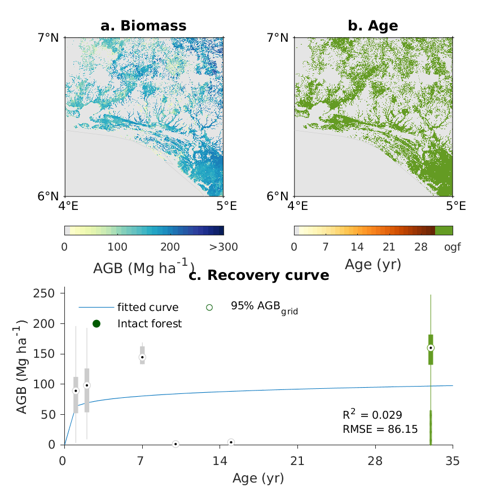 a. Biomass
b. Age
7°N
6°N
4°E
5°E
7°N
6°N
4°E
5°E
0
100
200
>300
AGB (Mg ha⁻¹)
0
7
14
21
28
ogf
Age (yr)
c. Recovery curve
fitted curve
95% AGB_grid
Intact forest
AGB (Mg ha⁻¹)
250
200
150
100
50
0
R² = 0.029
RMSE = 86.15
0
7
14
21
28
35
Age (yr)